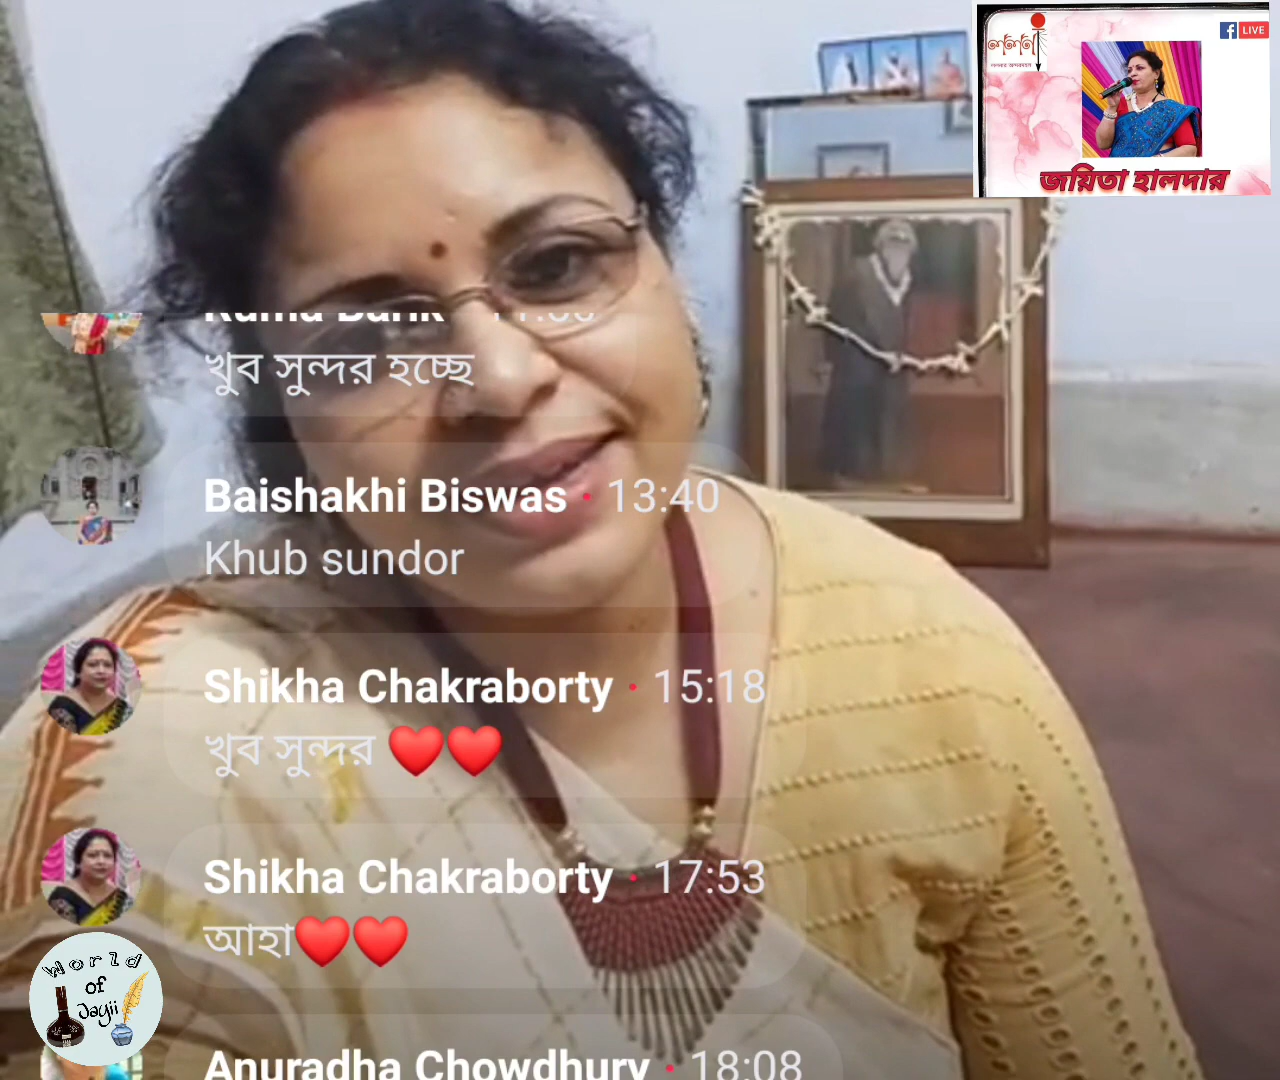 LIVE
জয়িতা হালদার
খুব সুন্দর হচ্ছে
Baishakhi Biswas • 13:40
Khub sundor
Shikha Chakraborty • 15:18
খুব সুন্দর ❤️❤️
Shikha Chakraborty • 17:53
আহা❤️❤️
World
of
Jayii
Anuradha Chowdhury • 18:08